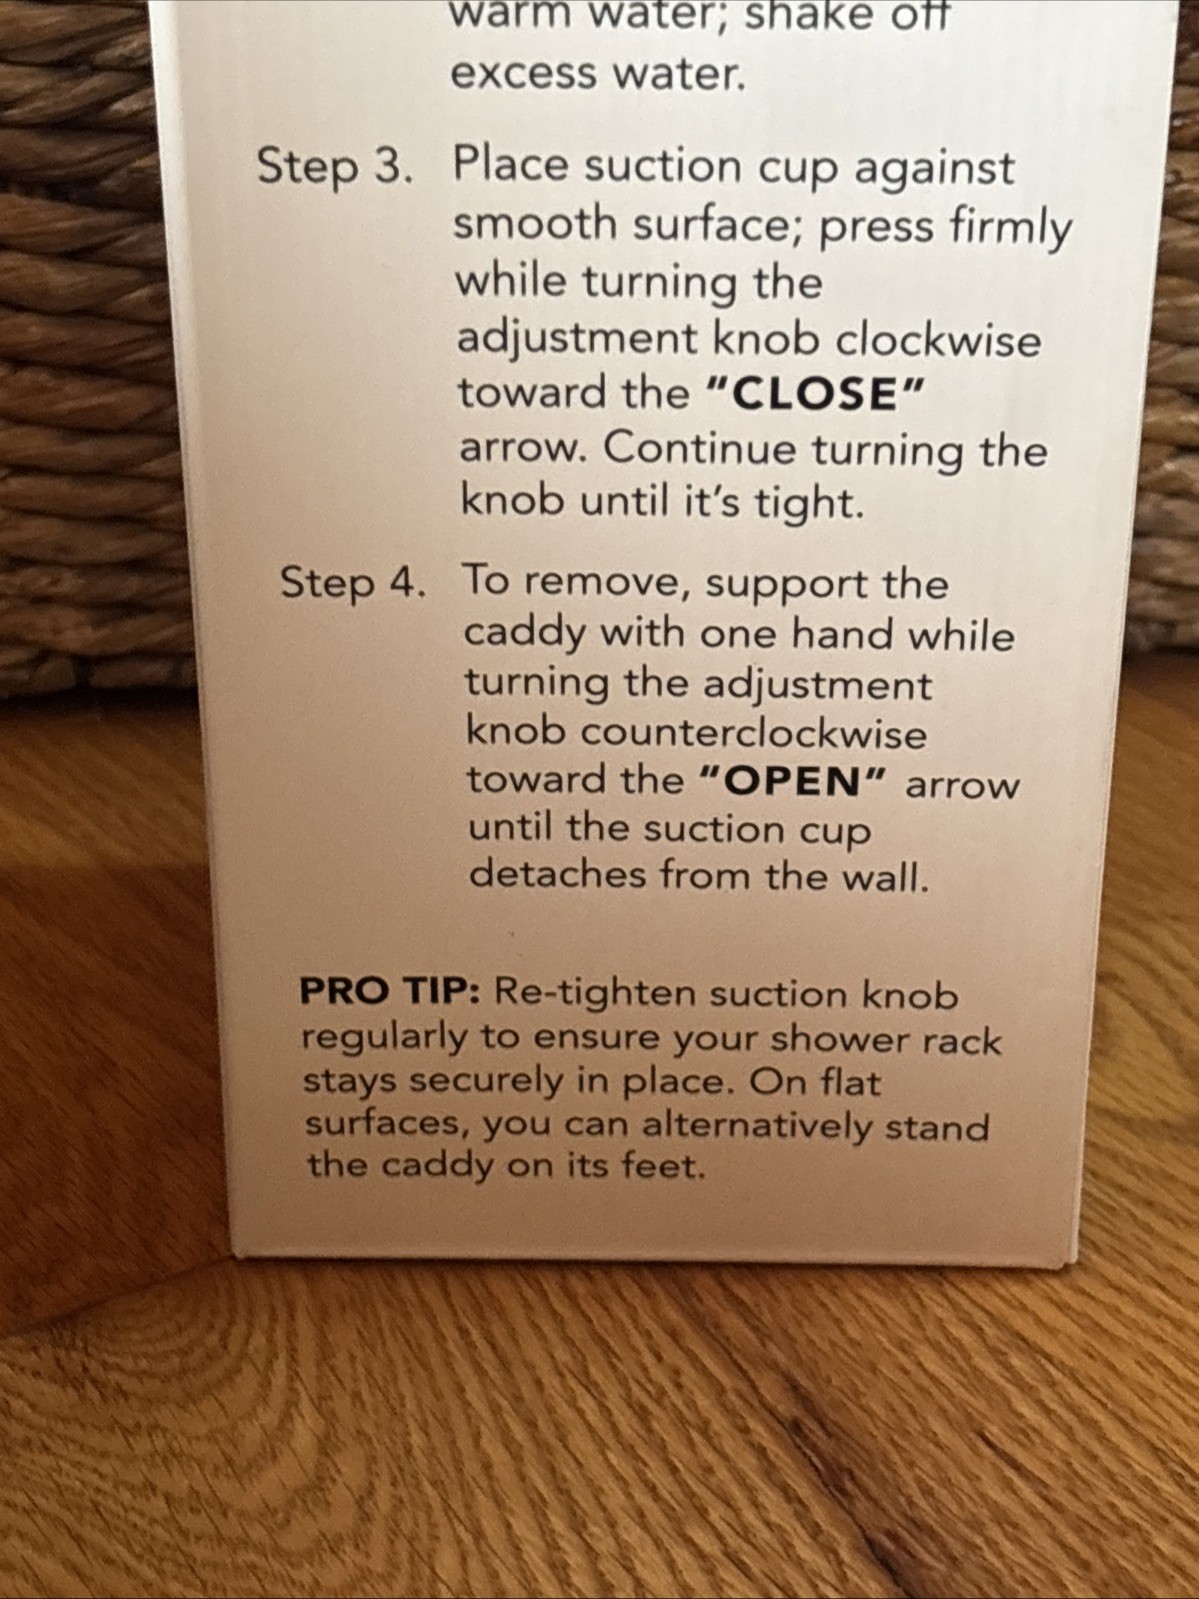 warm water; shake off
excess water.
Step 3. Place suction cup against
smooth surface; press firmly
while turning the
adjustment knob clockwise
toward the "CLOSE"
arrow. Continue turning the
knob until it's tight.
Step 4. To remove, support the
caddy with one hand while
turning the adjustment
knob counterclockwise
toward the "OPEN" arrow
until the suction cup
detaches from the wall.
PRO TIP: Re-tighten suction knob
regularly to ensure your shower rack
stays securely in place. On flat
surfaces, you can alternatively stand
the caddy on its feet.